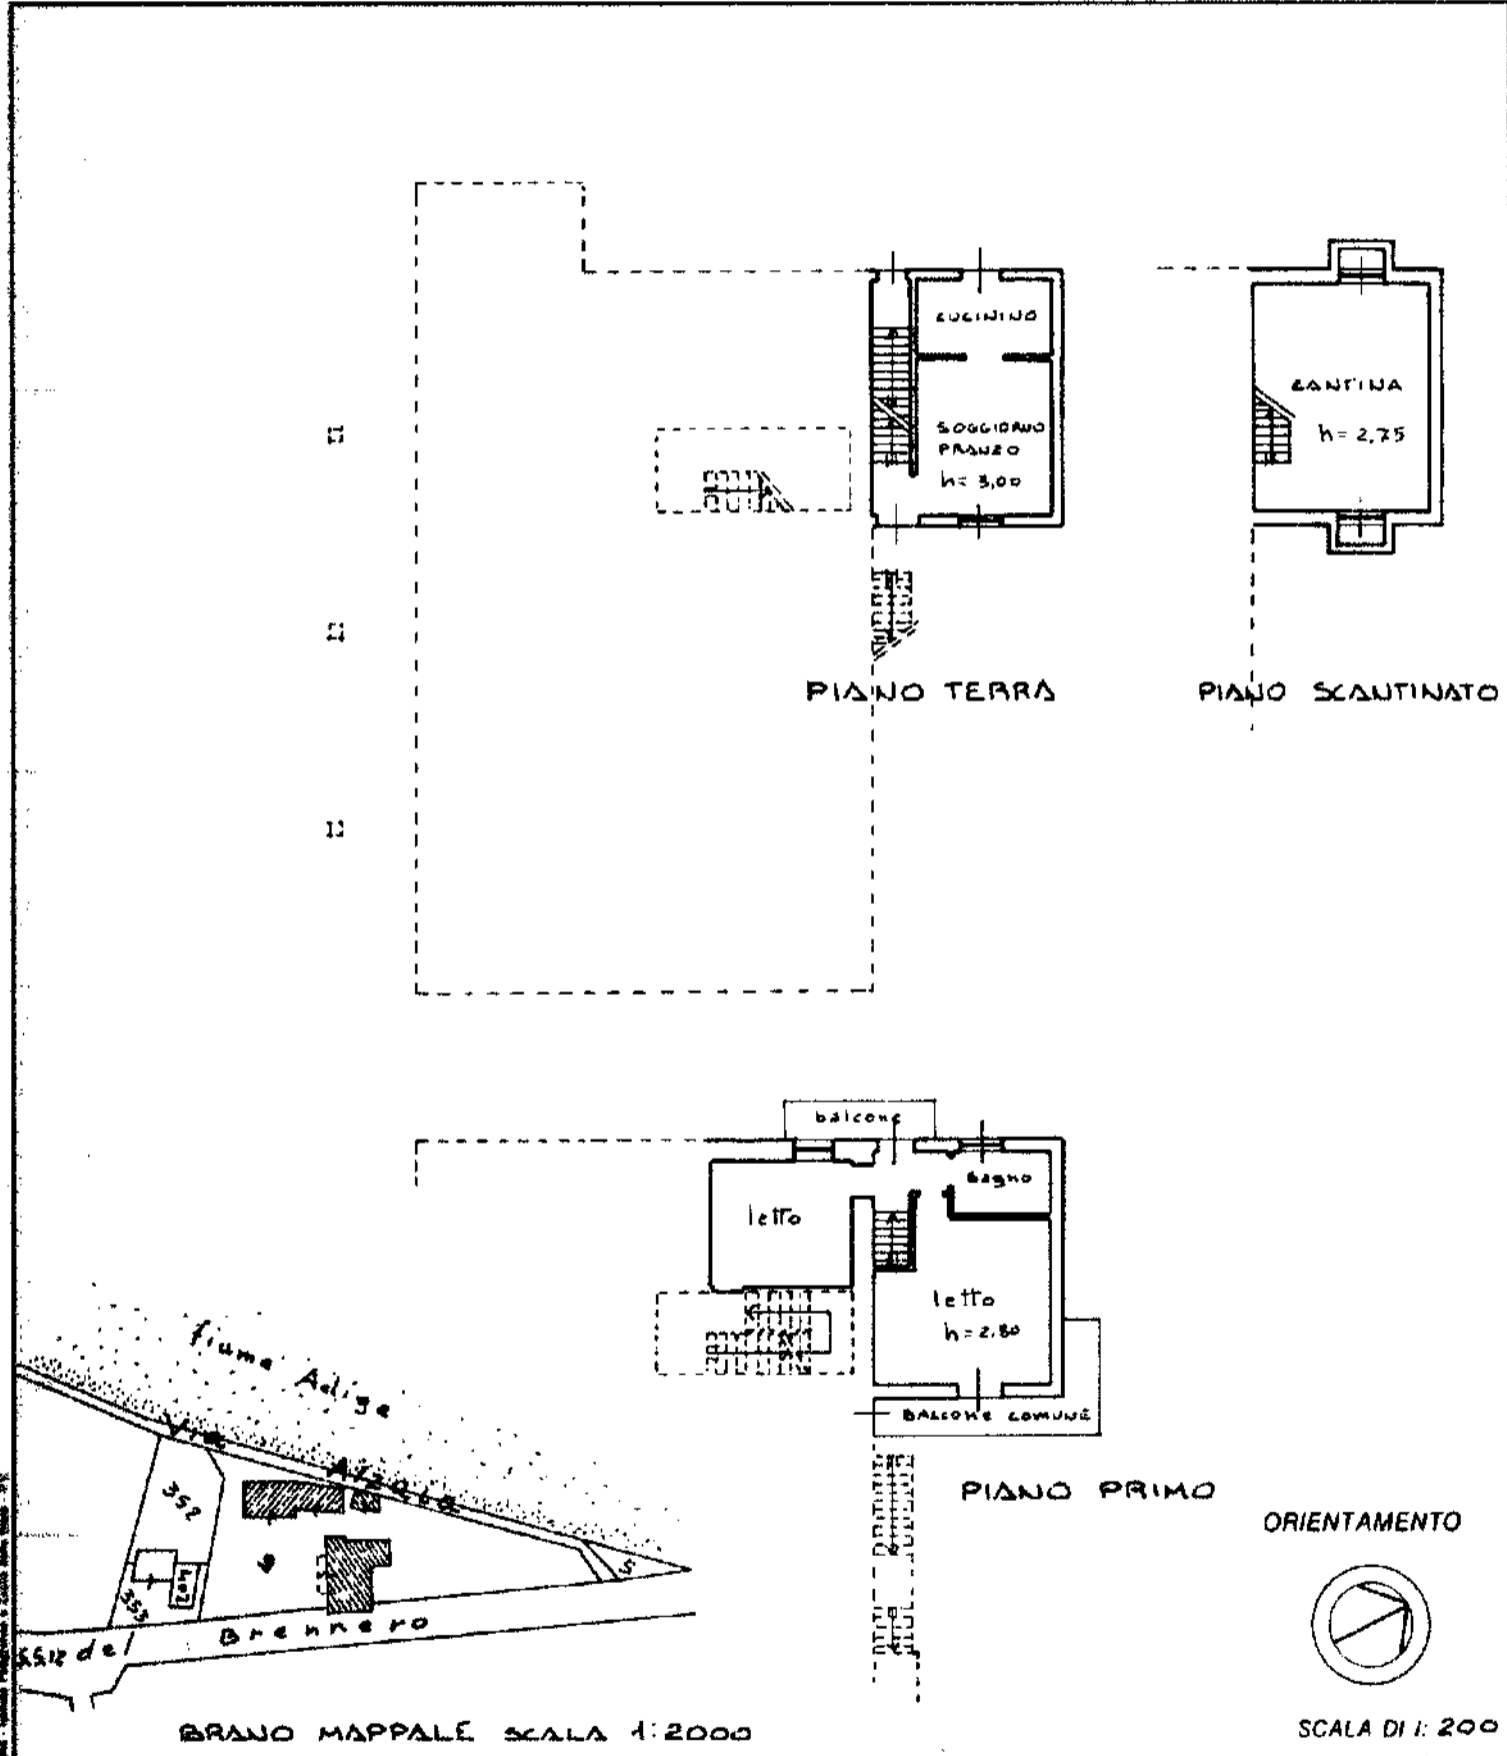 CUCININO
SOGGIORNO
PRANZO
h= 3,00
CANTINA
h= 2,75
PIANO TERRA
PIANO SCANTINATO
balcone
bagno
letto
letto
h=2.80
BALCONE COMUNE
PIANO PRIMO
fiume Adige
Via Alzaia
352
402
353
S.S.12 del Brennero
BRANO MAPPALE SCALA 1:2000
ORIENTAMENTO
SCALA DI 1: 200